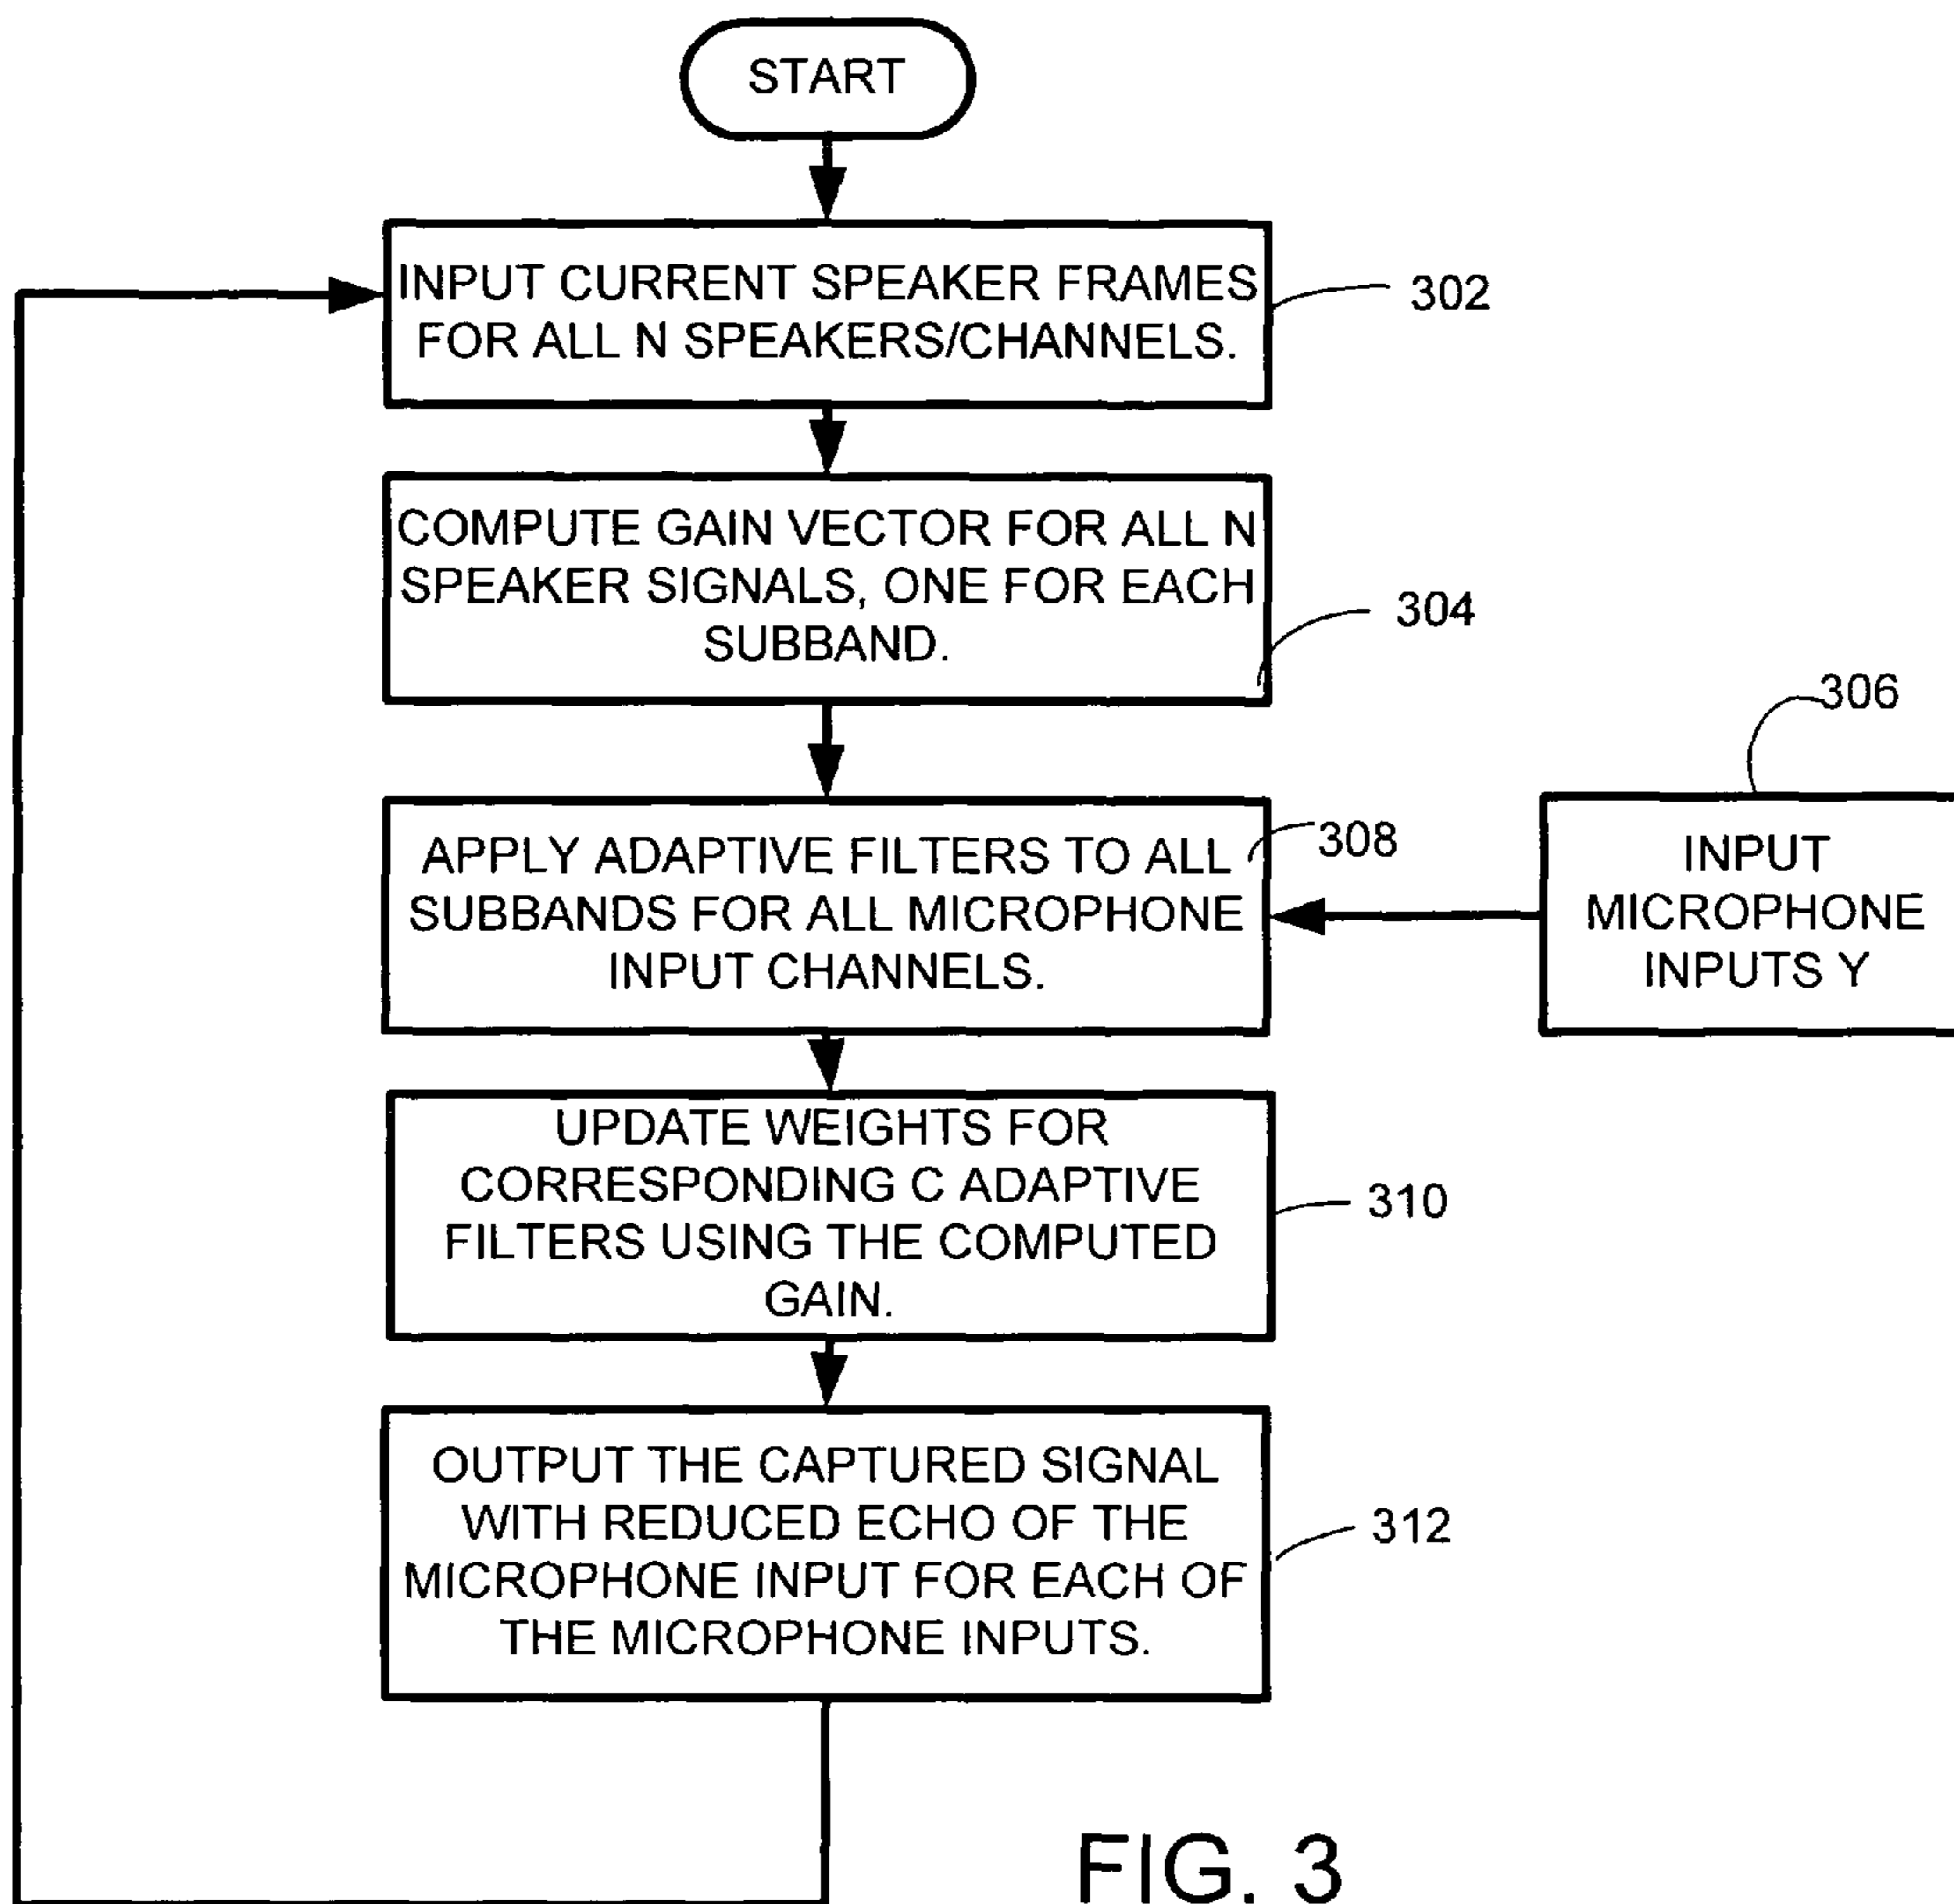 START
INPUT CURRENT SPEAKER FRAMES
FOR ALL N SPEAKERS/CHANNELS.
302
COMPUTE GAIN VECTOR FOR ALL N
SPEAKER SIGNALS, ONE FOR EACH
SUBBAND.
304
306
INPUT
MICROPHONE
INPUTS Y
APPLY ADAPTIVE FILTERS TO ALL
SUBBANDS FOR ALL MICROPHONE
INPUT CHANNELS.
308
UPDATE WEIGHTS FOR
CORRESPONDING C ADAPTIVE
FILTERS USING THE COMPUTED
GAIN.
310
OUTPUT THE CAPTURED SIGNAL
WITH REDUCED ECHO OF THE
MICROPHONE INPUT FOR EACH OF
THE MICROPHONE INPUTS.
312
FIG. 3